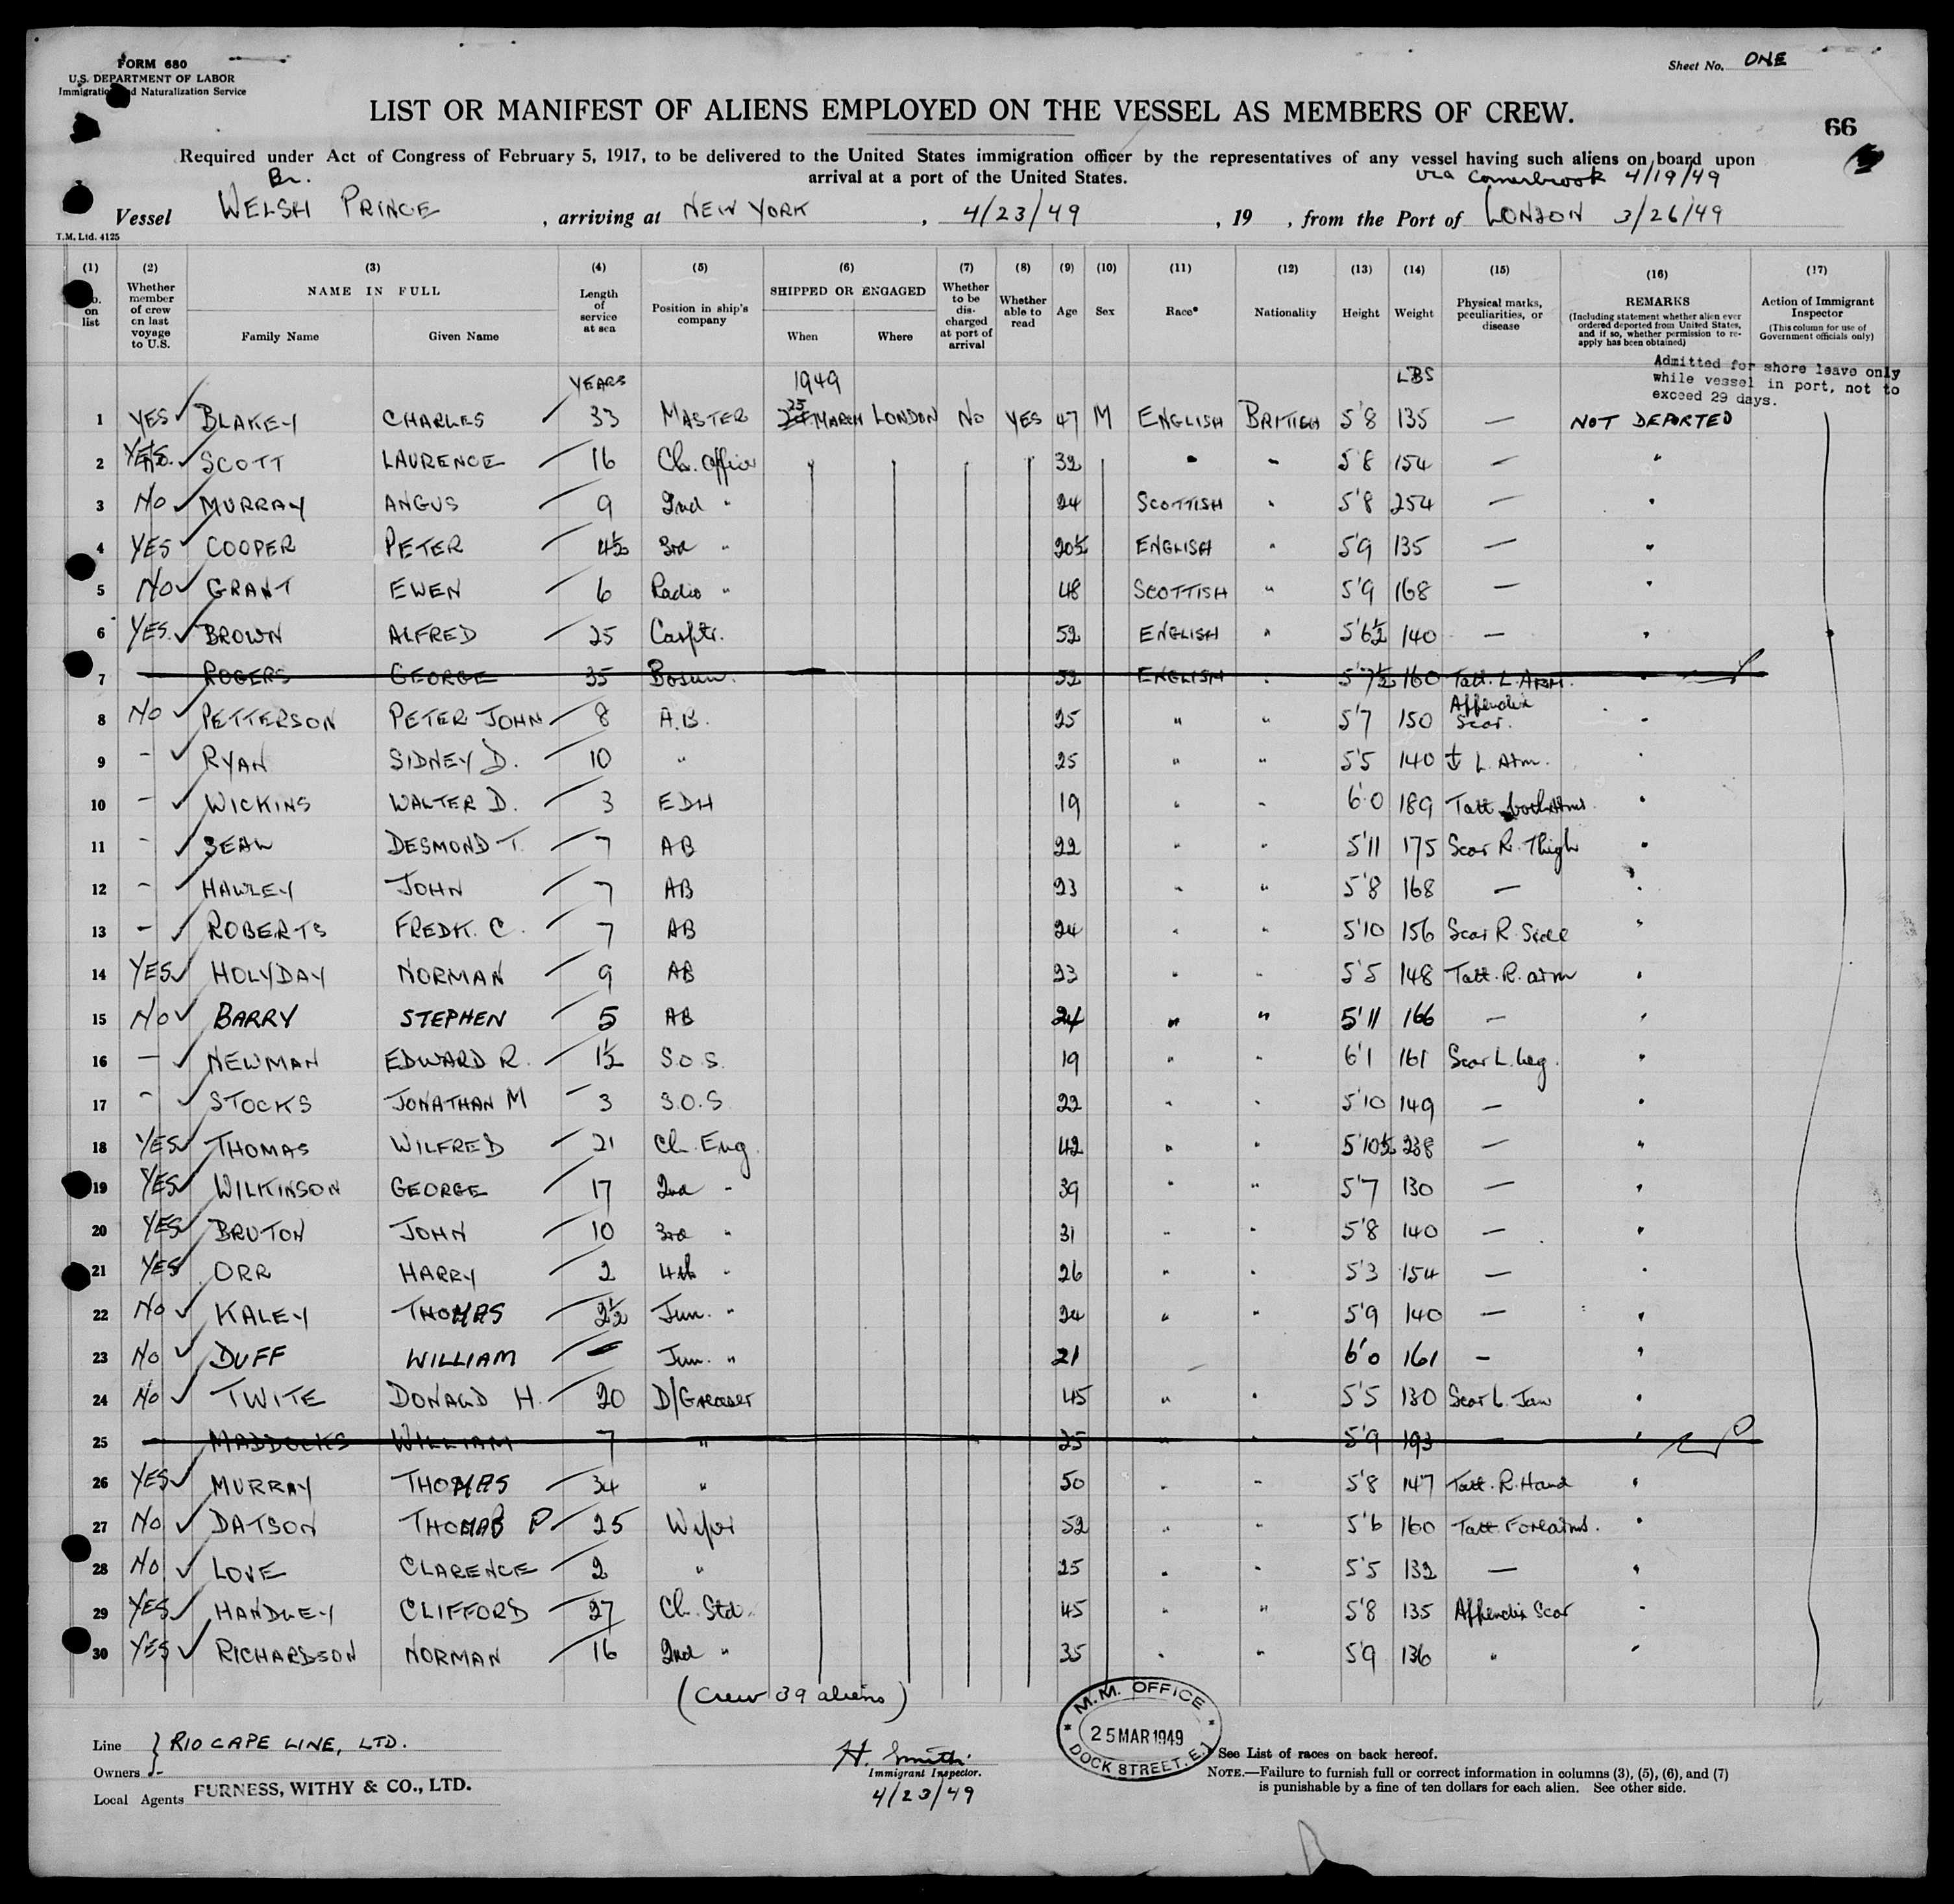 FORM 680
U.S. DEPARTMENT OF LABOR
Immigration and Naturalization Service
Sheet No. ONE
LIST OR MANIFEST OF ALIENS EMPLOYED ON THE VESSEL AS MEMBERS OF CREW.
66
Required under Act of Congress of February 5, 1917, to be delivered to the United States immigration officer by the representatives of any vessel having such aliens on board upon
arrival at a port of the United States.
Br. via Cornerbrook 4/19/49
Vessel WELSH PRINCE, arriving at NEW YORK, 4/23/49, 19 , from the Port of LONDON 3/26/49
T.M. Ltd. 4125
(1) (2) (3) (4) (5) (6) (7) (8) (9) (10) (11) (12) (13) (14) (15) (16) (17)
No. on list
Whether member of crew on last voyage to U.S.
NAME IN FULL
Family Name Given Name
Length of service at sea
Position in ship's company
SHIPPED OR ENGAGED
When Where
Whether to be discharged at port of arrival
Whether able to read
Age Sex Race* Nationality Height Weight
Physical marks, peculiarities, or disease
REMARKS
(Including statement whether alien ever ordered deported from United States, and if so, whether permission to reapply has been obtained)
Action of Immigrant Inspector
(This column for use of Government officials only)
Admitted for shore leave only
while vessel in port, not to
exceed 29 days.
YEARS 1949 LBS
1 YES BLAKEY CHARLES 33 MASTER 25 MARCH LONDON NO YES 47 M ENGLISH BRITISH 5'8 135 — NOT DEPORTED
2 YES SCOTT LAURENCE 16 Ch. Officer 32 " " 5'8 154 — "
3 NO MURRAY ANGUS 9 2nd " 24 SCOTTISH " 5'8 254 — "
4 YES COOPER PETER 4½ 3rd " 20½ ENGLISH " 5'9 135 — "
5 NO GRANT EWEN 6 Radio " 48 SCOTTISH " 5'9 168 — "
6 YES. BROWN ALFRED 25 Carptr. 52 ENGLISH " 5'6½ 140 — "
7 ROGERS GEORGE 35 Bosun. 52 ENGLISH " 5'7½ 160 Tatt. L. ARM. "
8 NO PETTERSON PETER JOHN 8 A.B. 25 " " 5'7 150 Appendix Scar. "
9 - RYAN SIDNEY D. 10 " 25 " " 5'5 140 L. Arm. "
10 - WICKINS WALTER D. 3 EDH 19 " " 6'0 189 Tatt. both Arms "
11 - DESMOND T. 7 AB 22 " " 5'11 175 Scar R. Thigh "
12 - HAWLEY JOHN 7 AB 23 " " 5'8 168 — "
13 - ROBERTS FREDK. C. 7 AB 24 " " 5'10 156 Scar R. Side "
14 YES HOLYDAY NORMAN 9 AB 23 " " 5'5 148 Tatt. R. arm "
15 NO BARRY STEPHEN 5 AB 24 " " 5'11 166 — "
16 - NEWMAN EDWARD R. 1½ S.O.S. 19 " " 6'1 161 Scar L. Leg. "
17 - STOCKS JONATHAN M 3 S.O.S 22 " " 5'10 149 — "
18 YES THOMAS WILFRED 21 Ch. Eng. 42 " " 5'10½ 238 — "
19 YES WILKINSON GEORGE 17 2nd " 39 " " 5'7 130 — "
20 YES BRUTON JOHN 10 3rd " 31 " " 5'8 140 — "
21 YES ORR HARRY 2 4th " 26 " " 5'3 154 — "
22 NO KALEY THOMAS 2½ Jun. " 24 " " 5'9 140 — "
23 NO DUFF WILLIAM - Jun. " 21 6'0 161 - "
24 NO TWITE DONALD H. 20 D/Greaser 45 " " 5'5 130 Scar L. Jaw "
25 - MADDOCKS WILLIAM 7 " 25 " " 5'9 193 — "
26 YES MURRAY THOMAS 34 " 50 " " 5'8 147 Tatt. R. Hand "
27 NO DATSON THOMAS P 25 Wiper 52 " " 5'6 160 Tatt. Forearms. "
28 NO LOVE CLARENCE 2 " 25 " " 5'5 132 — "
29 YES HANDLEY CLIFFORD 27 Ch. Std. 45 " " 5'8 135 Appendix Scar "
30 YES RICHARDSON NORMAN 16 2nd " 35 " " 5'9 136 " "
(Crew 39 aliens)
M.M. OFFICE
25 MAR 1949
DOCK STREET. E.1
Line } RIO CAPE LINE, LTD.
Owners }
Local Agents FURNESS, WITHY & CO., LTD.
H. Smith
Immigrant Inspector.
4/23/49
* See List of races on back hereof.
NOTE.—Failure to furnish full or correct information in columns (3), (5), (6), and (7)
is punishable by a fine of ten dollars for each alien. See other side.